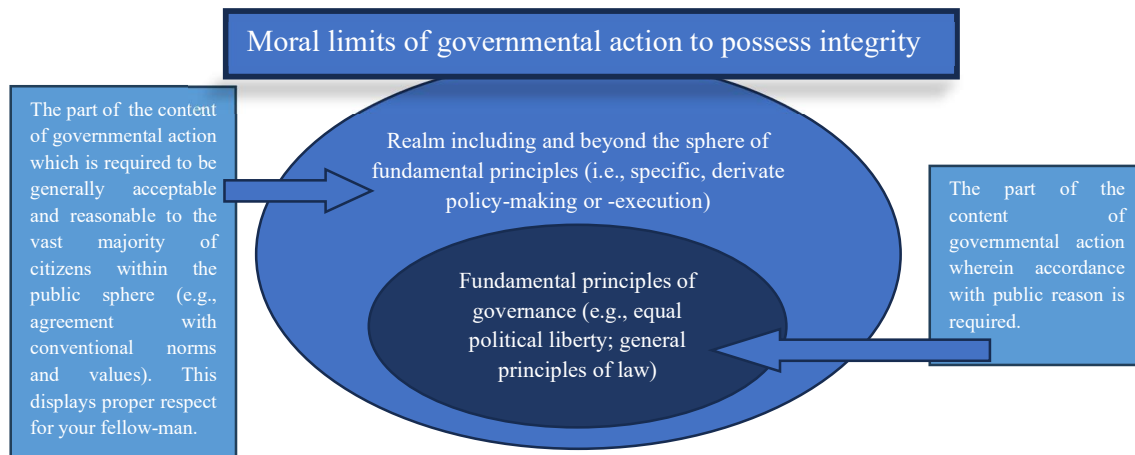 Moral limits of governmental action to possess integrity
The part of the content
of governmental action
which is required to be
generally acceptable
and reasonable to the
vast majority of
citizens within the
public sphere (e.g.,
agreement with
conventional norms
and values). This
displays proper respect
for your fellow-man.
Realm including and beyond the sphere of
fundamental principles (i.e., specific, derivate
policy-making or -execution)
Fundamental principles of
governance (e.g., equal
political liberty; general
principles of law)
The part of the
content of
governmental action
wherein accordance
with public reason is
required.